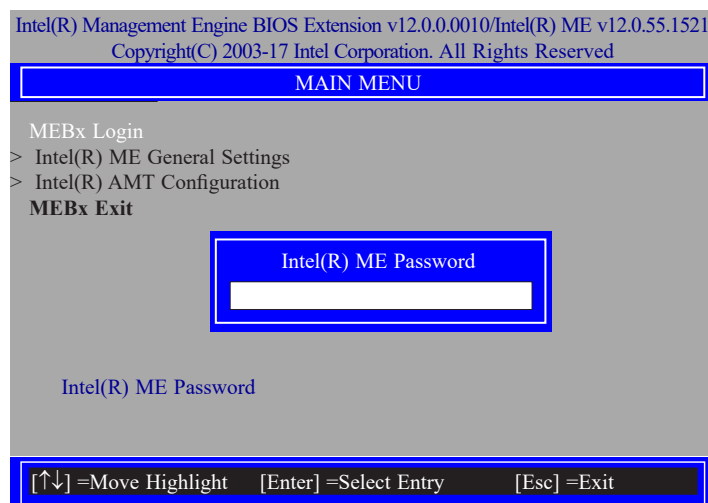 Intel(R) Management Engine BIOS Extension v12.0.0.0010/Intel(R) ME v12.0.55.1521
Copyright(C) 2003-17 Intel Corporation. All Rights Reserved
MAIN MENU
MEBx Login
> Intel(R) ME General Settings
> Intel(R) AMT Configuration
MEBx Exit
Intel(R) ME Password
Intel(R) ME Password
[↑↓] =Move Highlight [Enter] =Select Entry [Esc] =Exit